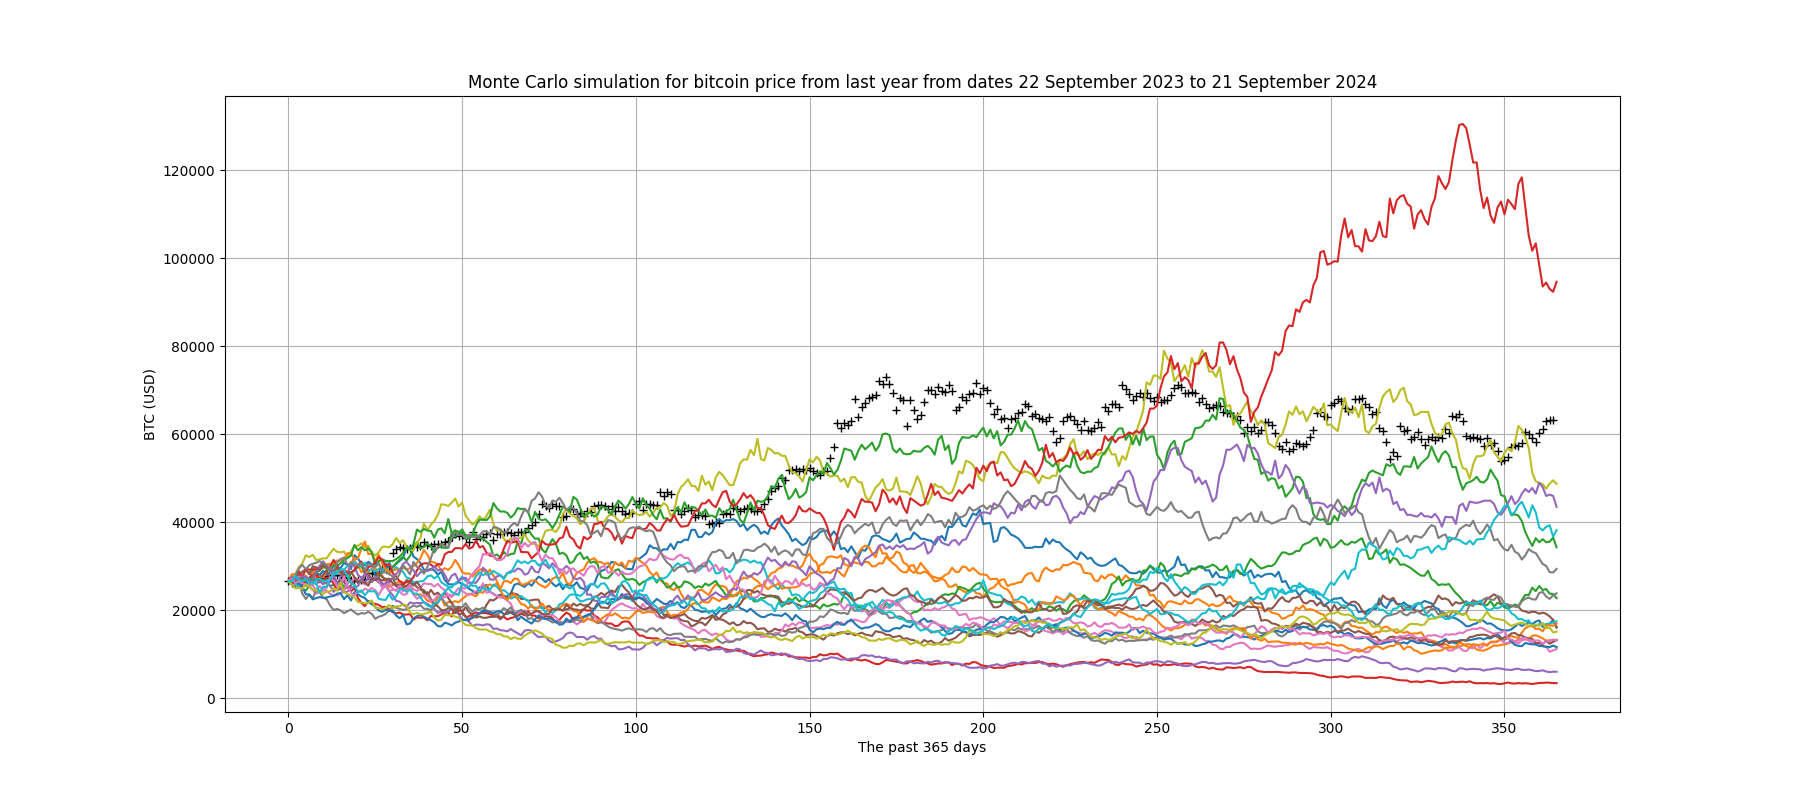 Monte Carlo simulation for bitcoin price from last year from dates 22 September 2023 to 21 September 2024
120000
100000
80000
60000
40000
20000
0
BTC (USD)
0 50 100 150 200 250 300 350
The past 365 days